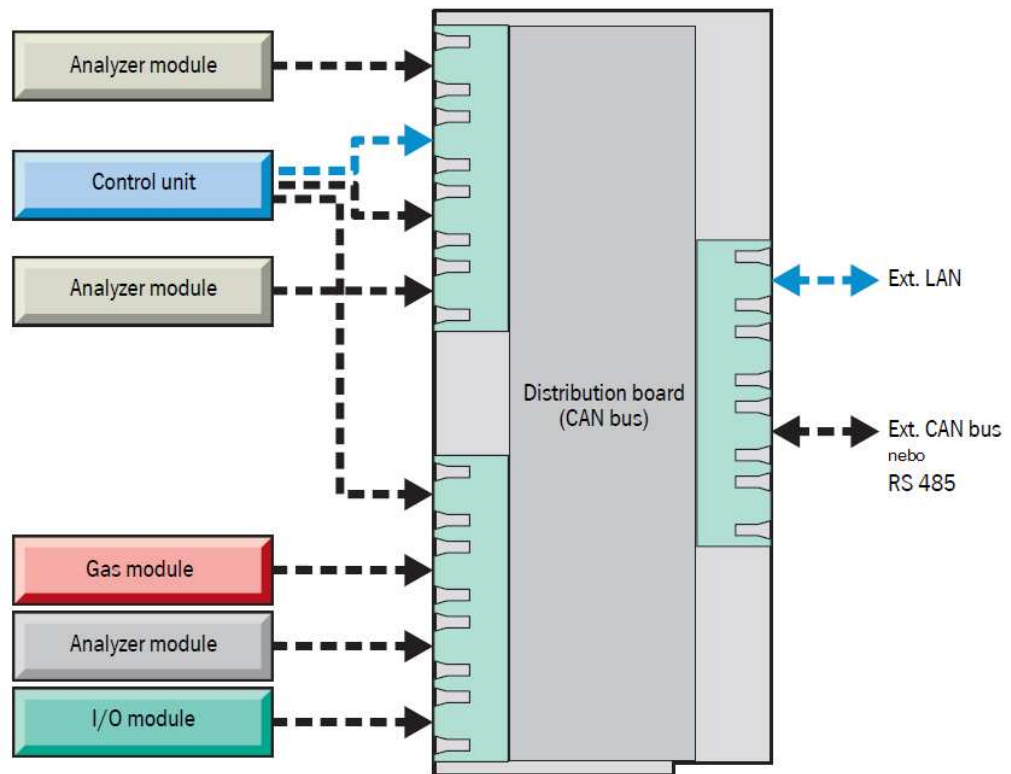 Analyzer module
Control unit
Analyzer module
Ext. LAN
Distribution board
(CAN bus)
Ext. CAN bus
nebo
RS 485
Gas module
Analyzer module
I/O module